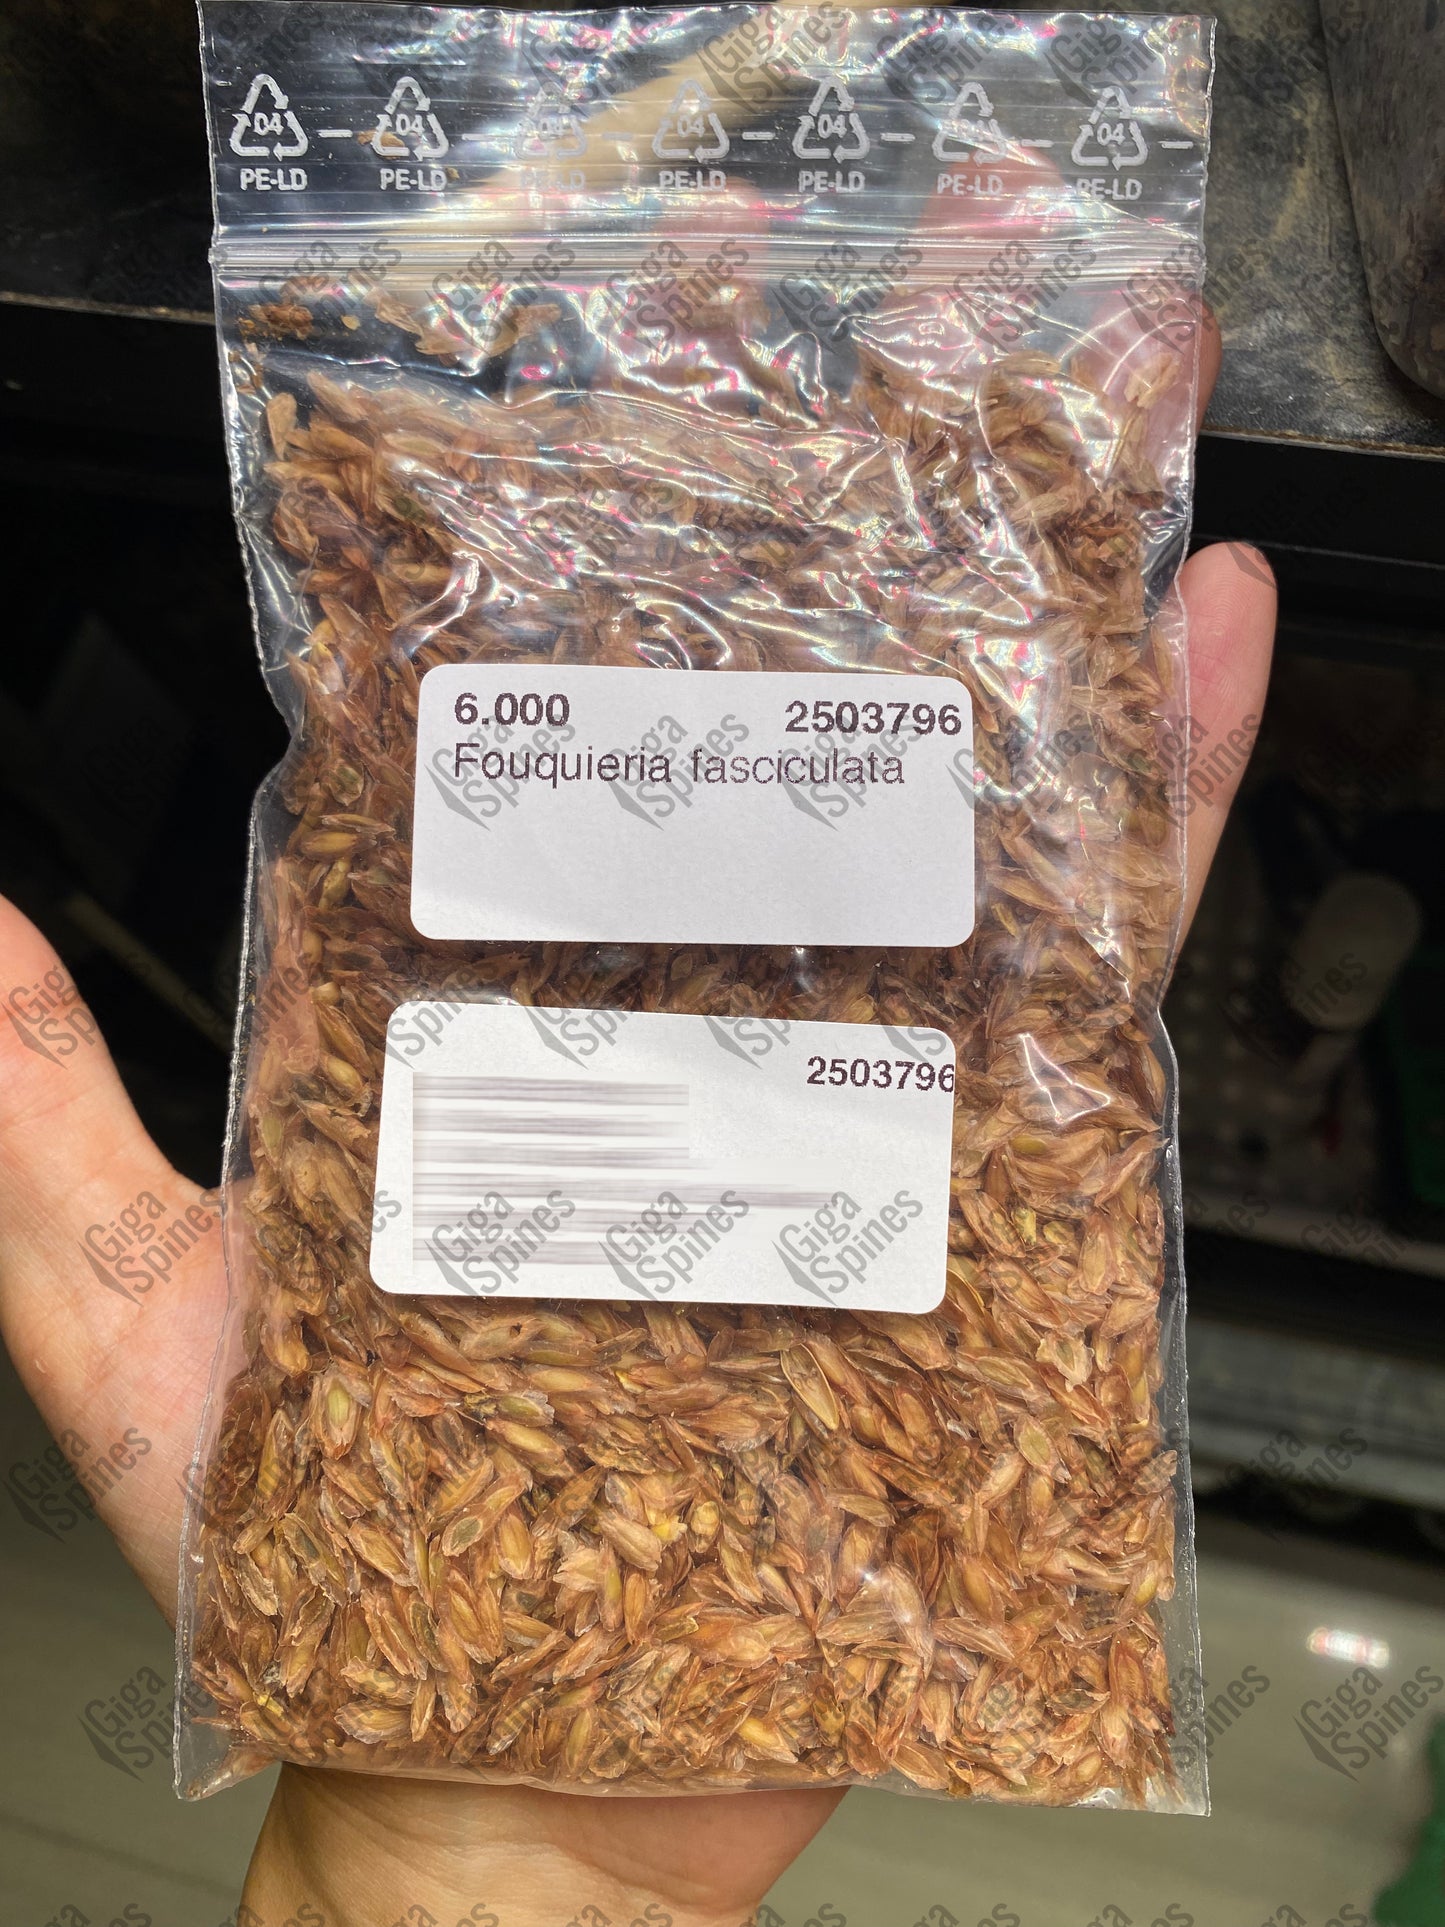 04 04 04 04 04 04 04
PE-LD PE-LD PE-LD PE-LD PE-LD PE-LD PE-LD
6.000 2503796
Fouquieria fasciculata
2503796
Giga
Spines